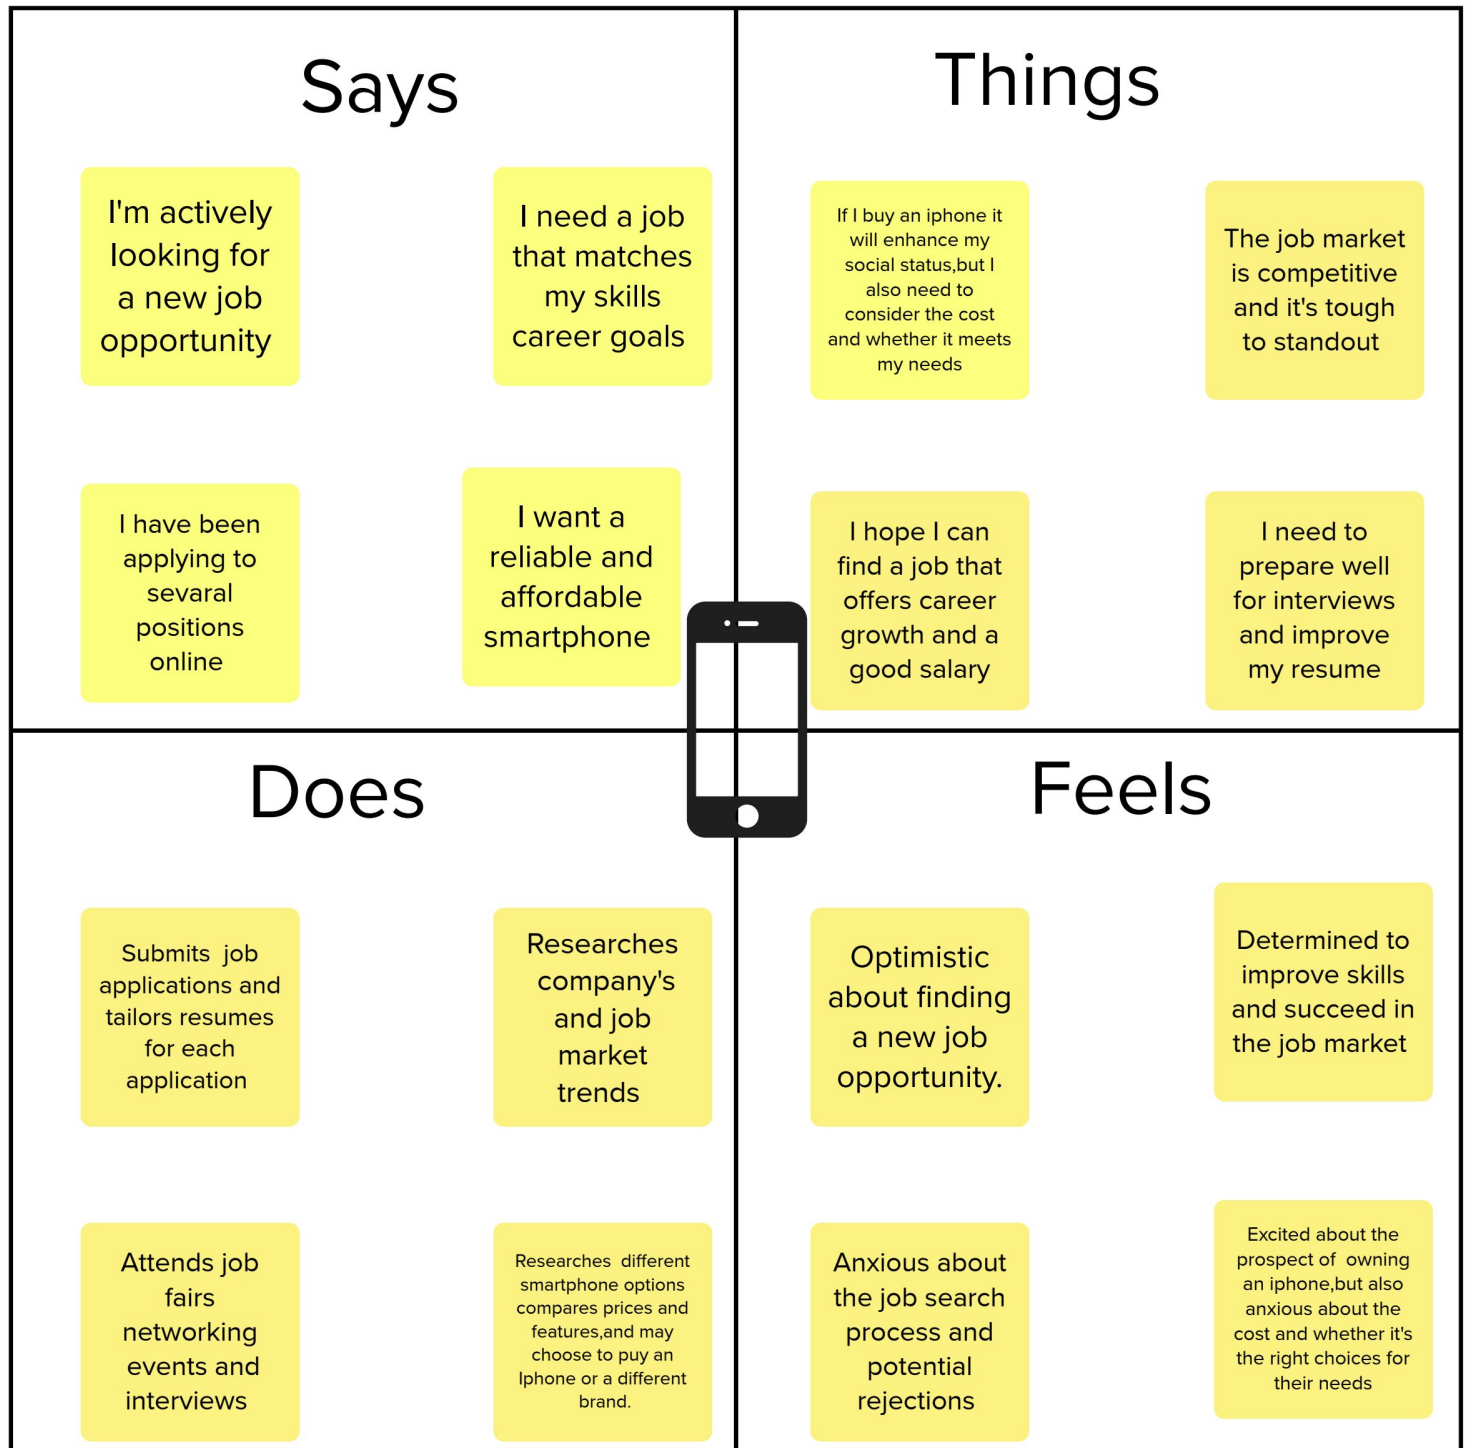 Says
I'm actively
looking for
a new job
opportunity
I need a job
that matches
my skills
career goals
I have been
applying to
sevaral
positions
online
I want a
reliable and
affordable
smartphone
Things
If I buy an iphone it
will enhance my
social status,but I
also need to
consider the cost
and whether it meets
my needs
The job market
is competitive
and it's tough
to standout
I hope I can
find a job that
offers career
growth and a
good salary
I need to
prepare well
for interviews
and improve
my resume
Does
Submits job
applications and
tailors resumes
for each
application
Researches
company's
and job
market
trends
Attends job
fairs
networking
events and
interviews
Researches different
smartphone options
compares prices and
features,and may
choose to puy an
Iphone or a different
brand.
Feels
Optimistic
about finding
a new job
opportunity.
Determined to
improve skills
and succeed in
the job market
Anxious about
the job search
process and
potential
rejections
Excited about the
prospect of owning
an iphone,but also
anxious about the
cost and whether it's
the right choices for
their needs